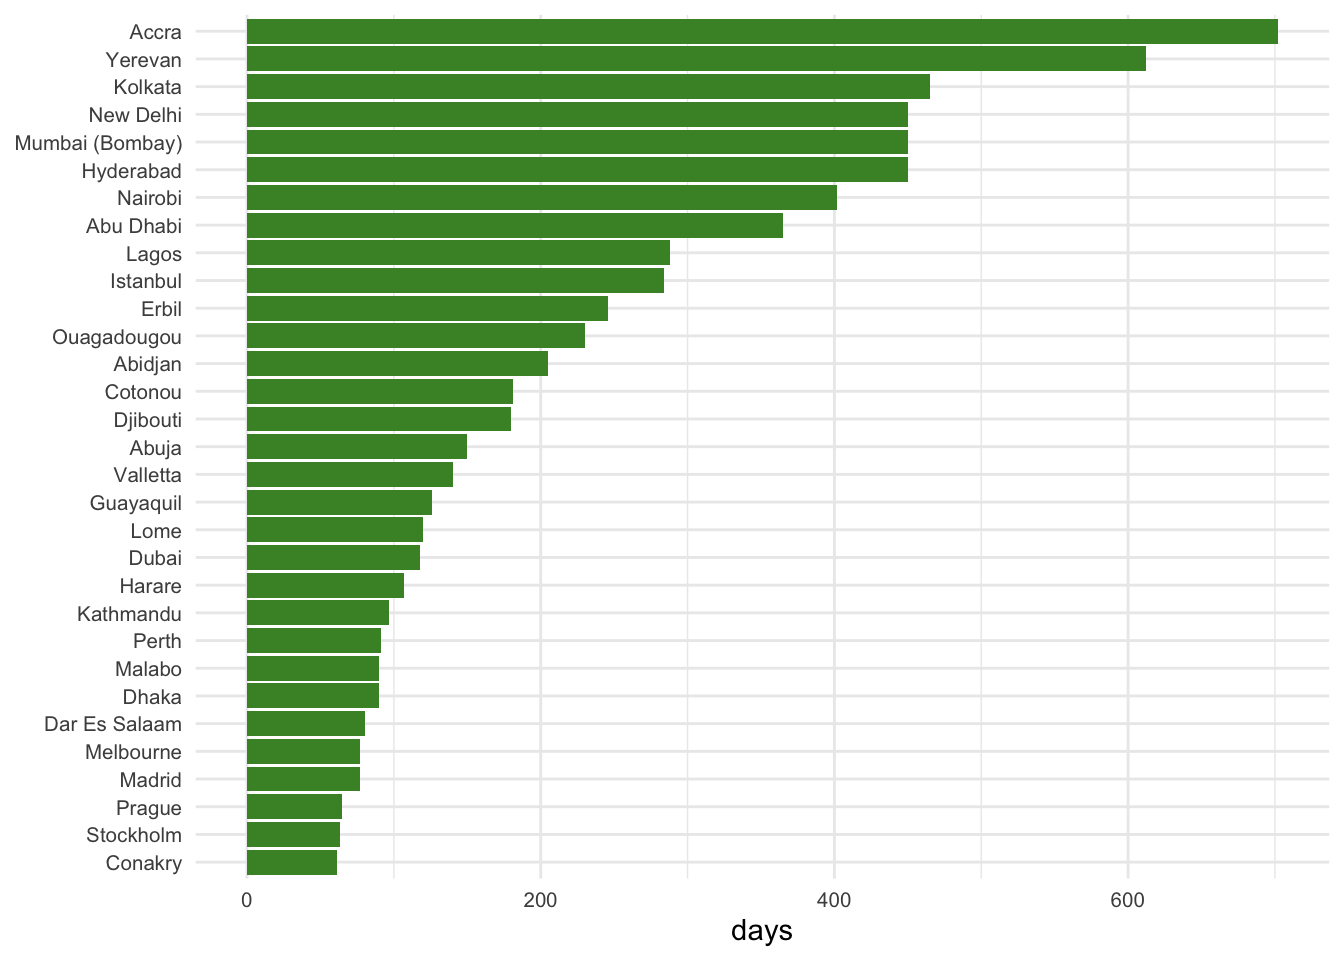 Accra
Yerevan
Kolkata
New Delhi
Mumbai (Bombay)
Hyderabad
Nairobi
Abu Dhabi
Lagos
Istanbul
Erbil
Ouagadougou
Abidjan
Cotonou
Djibouti
Abuja
Valletta
Guayaquil
Lome
Dubai
Harare
Kathmandu
Perth
Malabo
Dhaka
Dar Es Salaam
Melbourne
Madrid
Prague
Stockholm
Conakry
0 200 400 600
days